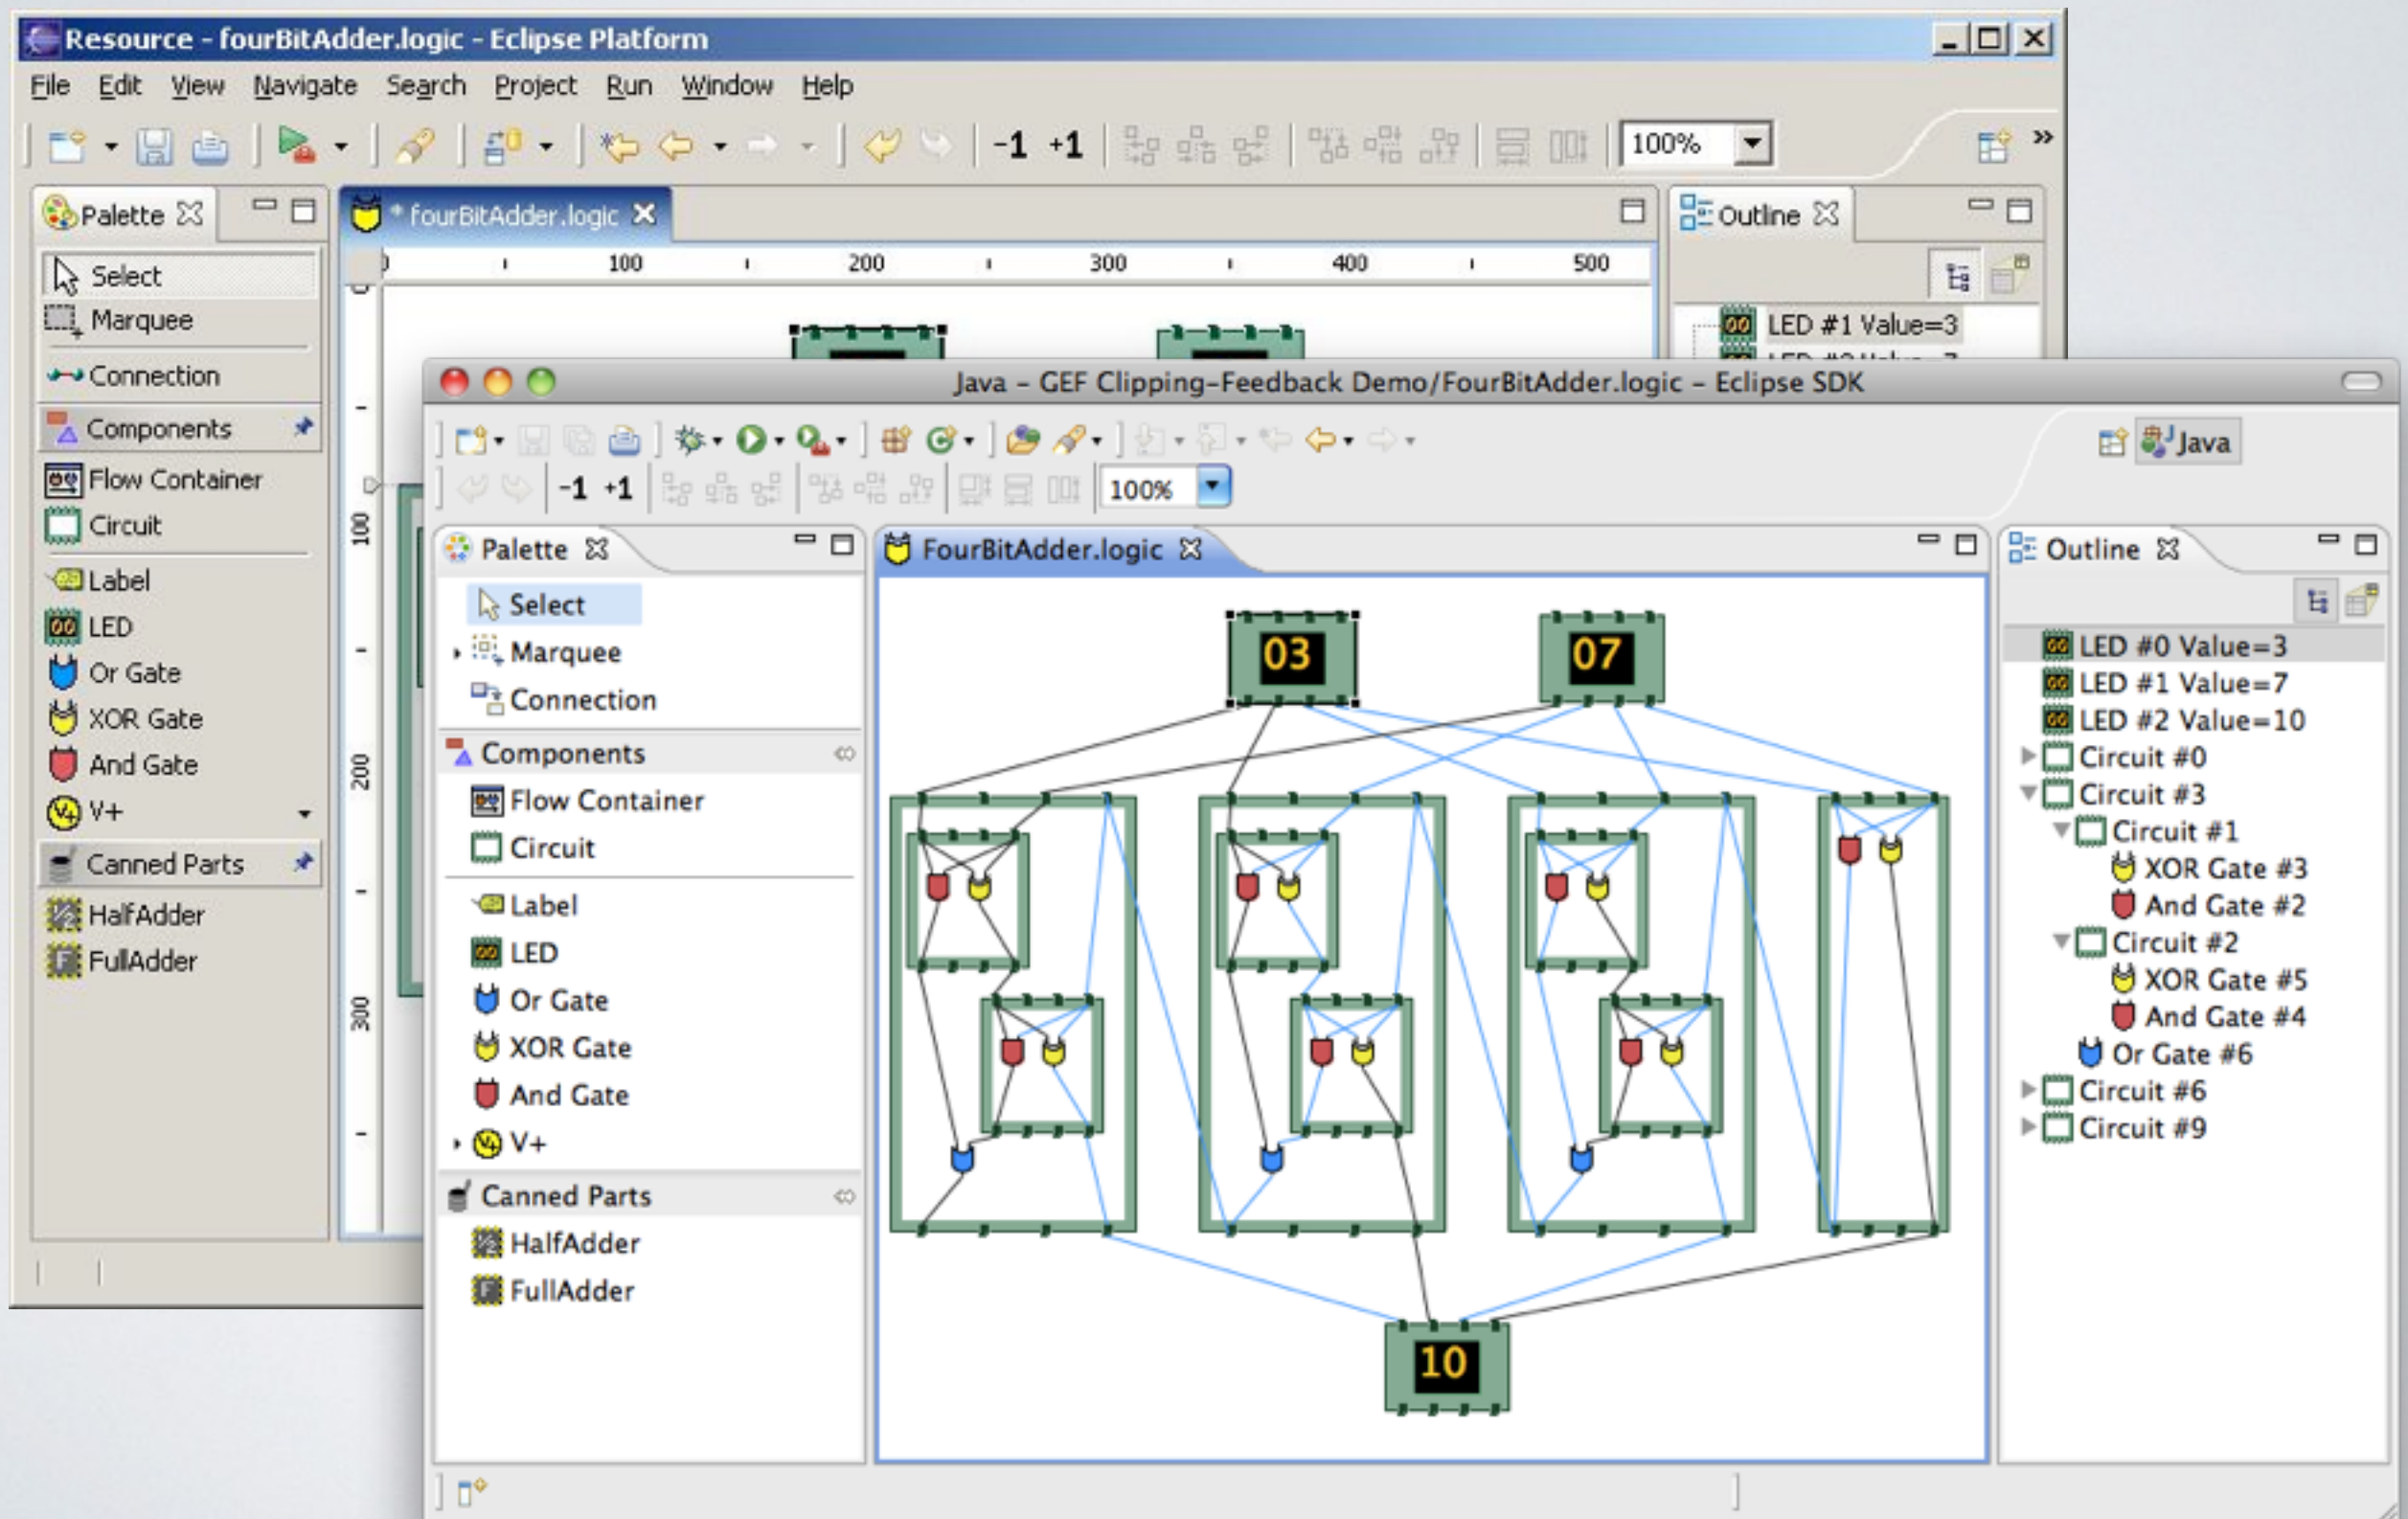 Resource - fourBitAdder.logic - Eclipse Platform
File Edit View Navigate Search Project Run Window Help
-1 +1 100% »
Palette
Select
Marquee
Connection
Components
Flow Container
Circuit
Label
LED
Or Gate
XOR Gate
And Gate
V+
Canned Parts
HalfAdder
FullAdder
* fourBitAdder.logic
0 100 200 300 400 500
0
100
200
300
Outline
LED #1 Value=3
Java - GEF Clipping-Feedback Demo/FourBitAdder.logic - Eclipse SDK
Java
-1 +1 100%
Palette
Select
Marquee
Connection
Components
Flow Container
Circuit
Label
LED
Or Gate
XOR Gate
And Gate
V+
Canned Parts
HalfAdder
FullAdder
FourBitAdder.logic
03 07
10
Outline
LED #0 Value=3
LED #1 Value=7
LED #2 Value=10
Circuit #0
Circuit #3
Circuit #1
XOR Gate #3
And Gate #2
Circuit #2
XOR Gate #5
And Gate #4
Or Gate #6
Circuit #6
Circuit #9